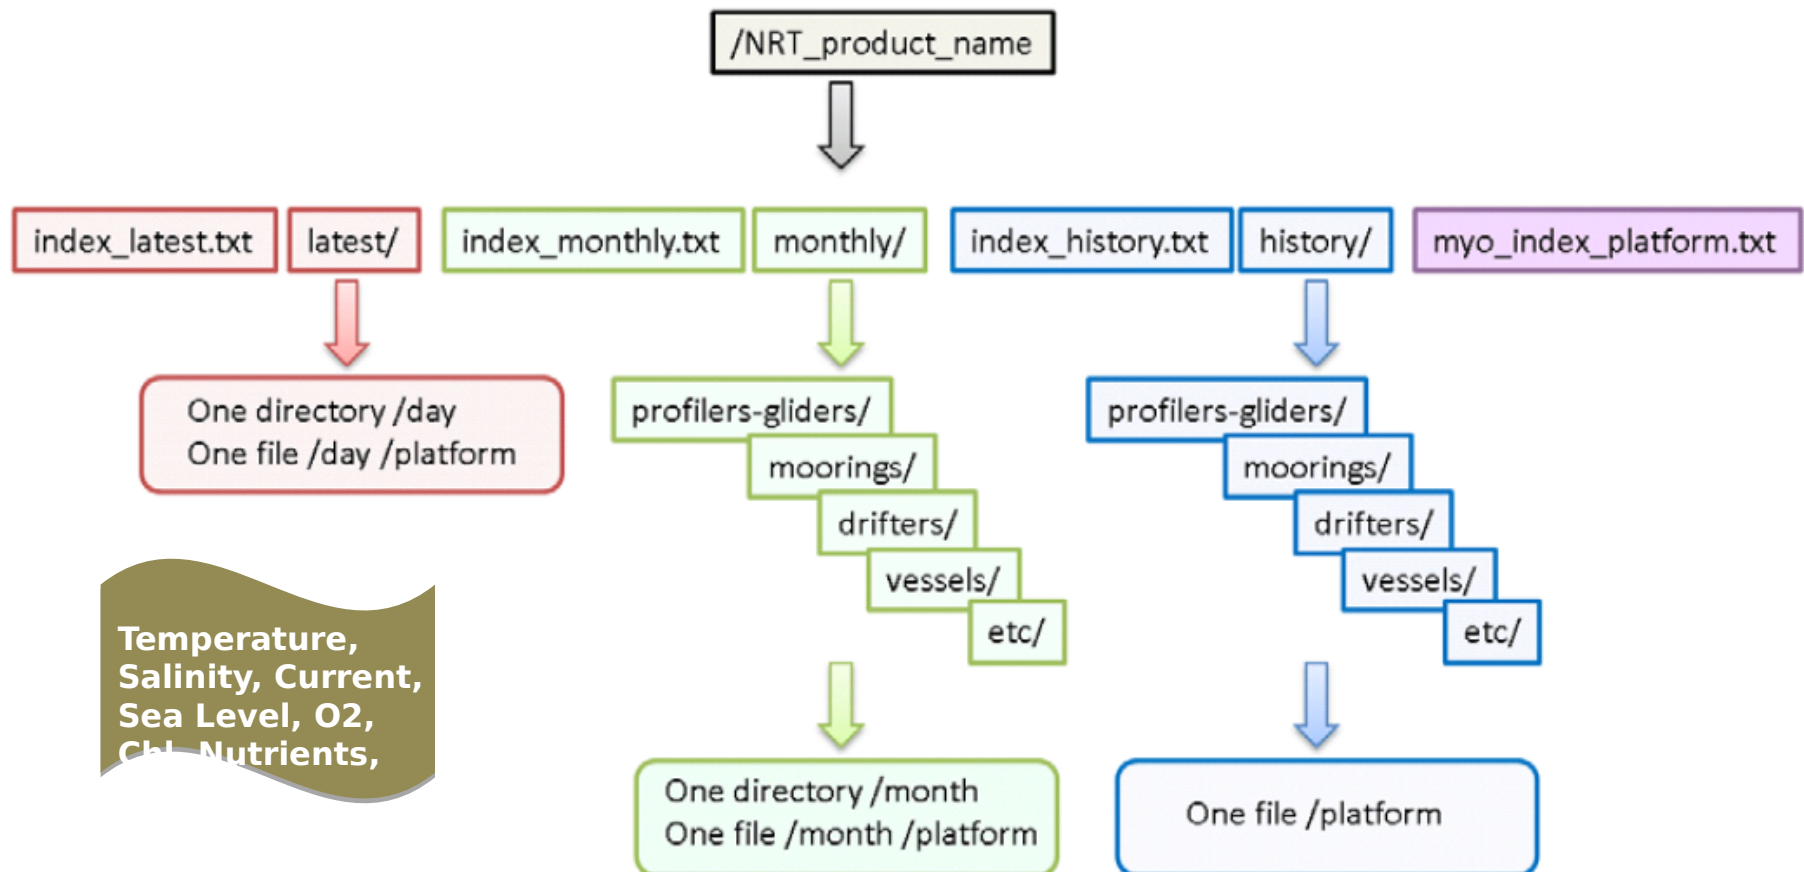 /NRT_product_name
index_latest.txt
latest/
index_monthly.txt
monthly/
index_history.txt
history/
myo_index_platform.txt
One directory /day
One file /day /platform
profilers-gliders/
moorings/
drifters/
vessels/
etc/
One directory /month
One file /month /platform
profilers-gliders/
moorings/
drifters/
vessels/
etc/
One file /platform
Temperature,
Salinity, Current,
Sea Level, O2,
Chl, Nutrients,